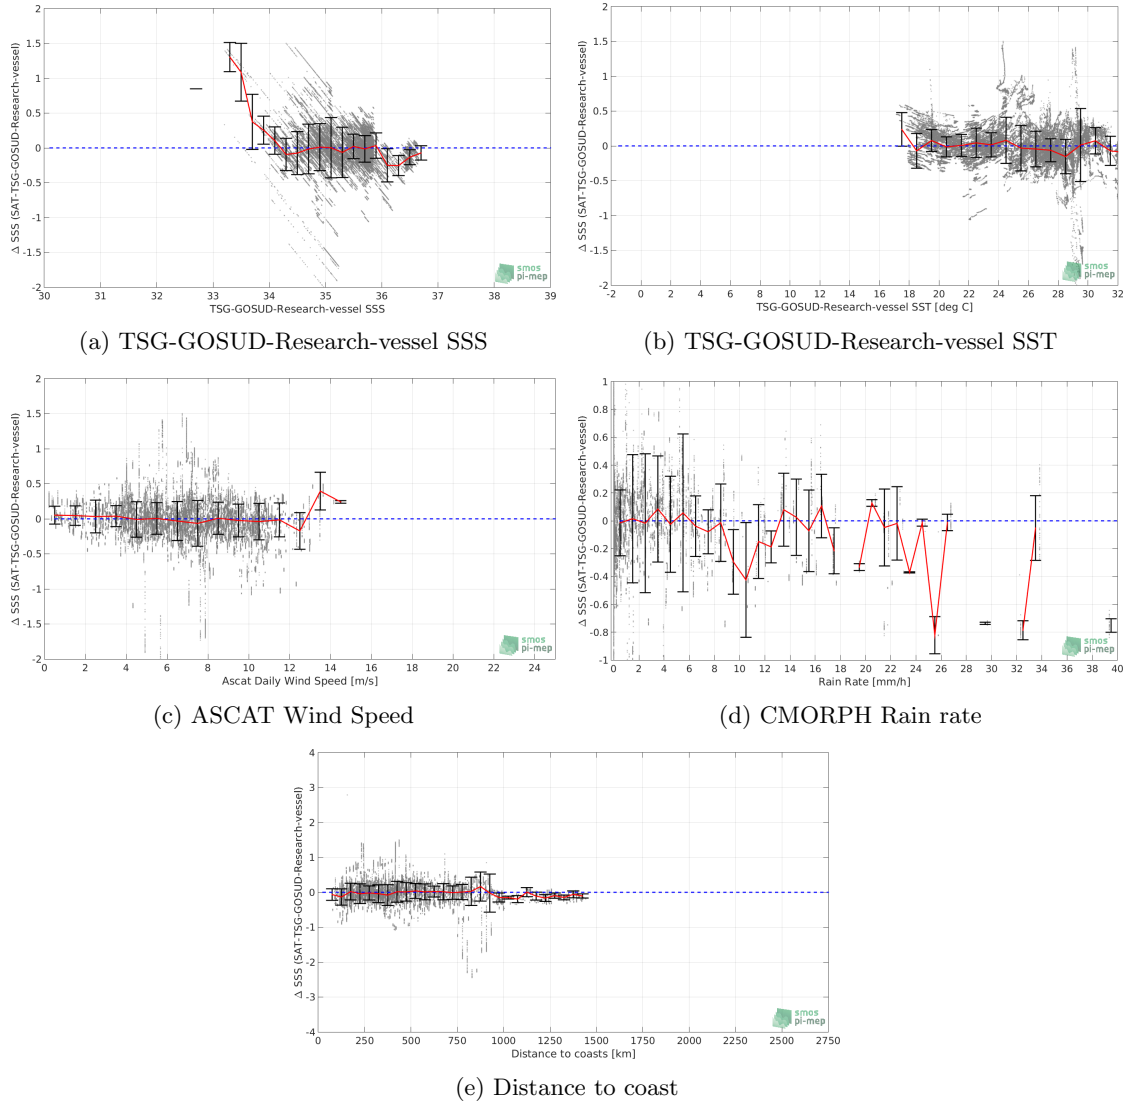 Δ SSS (SAT-TSG-GOSUD-Research-vessel)
2
1.5
1
0.5
0
-0.5
-1
-1.5
-2
30 31 32 33 34 35 36 37 38 39
TSG-GOSUD-Research-vessel SSS
smos
pi-mep
(a) TSG-GOSUD-Research-vessel SSS
Δ SSS (SAT-TSG-GOSUD-Research-vessel)
2
1.5
1
0.5
0
-0.5
-1
-1.5
-2
-2 0 2 4 6 8 10 12 14 16 18 20 22 24 26 28 30 32
TSG-GOSUD-Research-vessel SST [deg C]
smos
pi-mep
(b) TSG-GOSUD-Research-vessel SST
Δ SSS (SAT-TSG-GOSUD-Research-vessel)
2
1.5
1
0.5
0
-0.5
-1
-1.5
-2
0 2 4 6 8 10 12 14 16 18 20 22 24
Ascat Daily Wind Speed [m/s]
smos
pi-mep
(c) ASCAT Wind Speed
Δ SSS (SAT-TSG-GOSUD-Research-vessel)
1
0.8
0.6
0.4
0.2
0
-0.2
-0.4
-0.6
-0.8
-1
0 2 4 6 8 10 12 14 16 18 20 22 24 26 28 30 32 34 36 38 40
Rain Rate [mm/h]
smos
pi-mep
(d) CMORPH Rain rate
Δ SSS (SAT-TSG-GOSUD-Research-vessel)
4
3
2
1
0
-1
-2
-3
-4
0 250 500 750 1000 1250 1500 1750 2000 2250 2500 2750
Distance to coasts [km]
smos
pi-mep
(e) Distance to coast